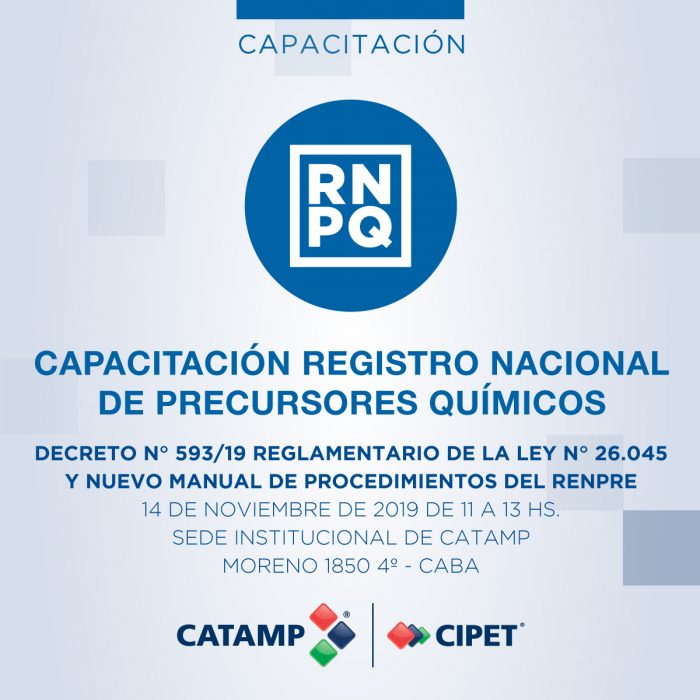 CAPACITACIÓN
RN
PQ
CAPACITACIÓN REGISTRO NACIONAL
DE PRECURSORES QUÍMICOS
DECRETO N° 593/19 REGLAMENTARIO DE LA LEY N° 26.045
Y NUEVO MANUAL DE PROCEDIMIENTOS DEL RENPRE
14 DE NOVIEMBRE DE 2019 DE 11 A 13 HS.
SEDE INSTITUCIONAL DE CATAMP
MORENO 1850 4º - CABA
CATAMP ® CIPET ®